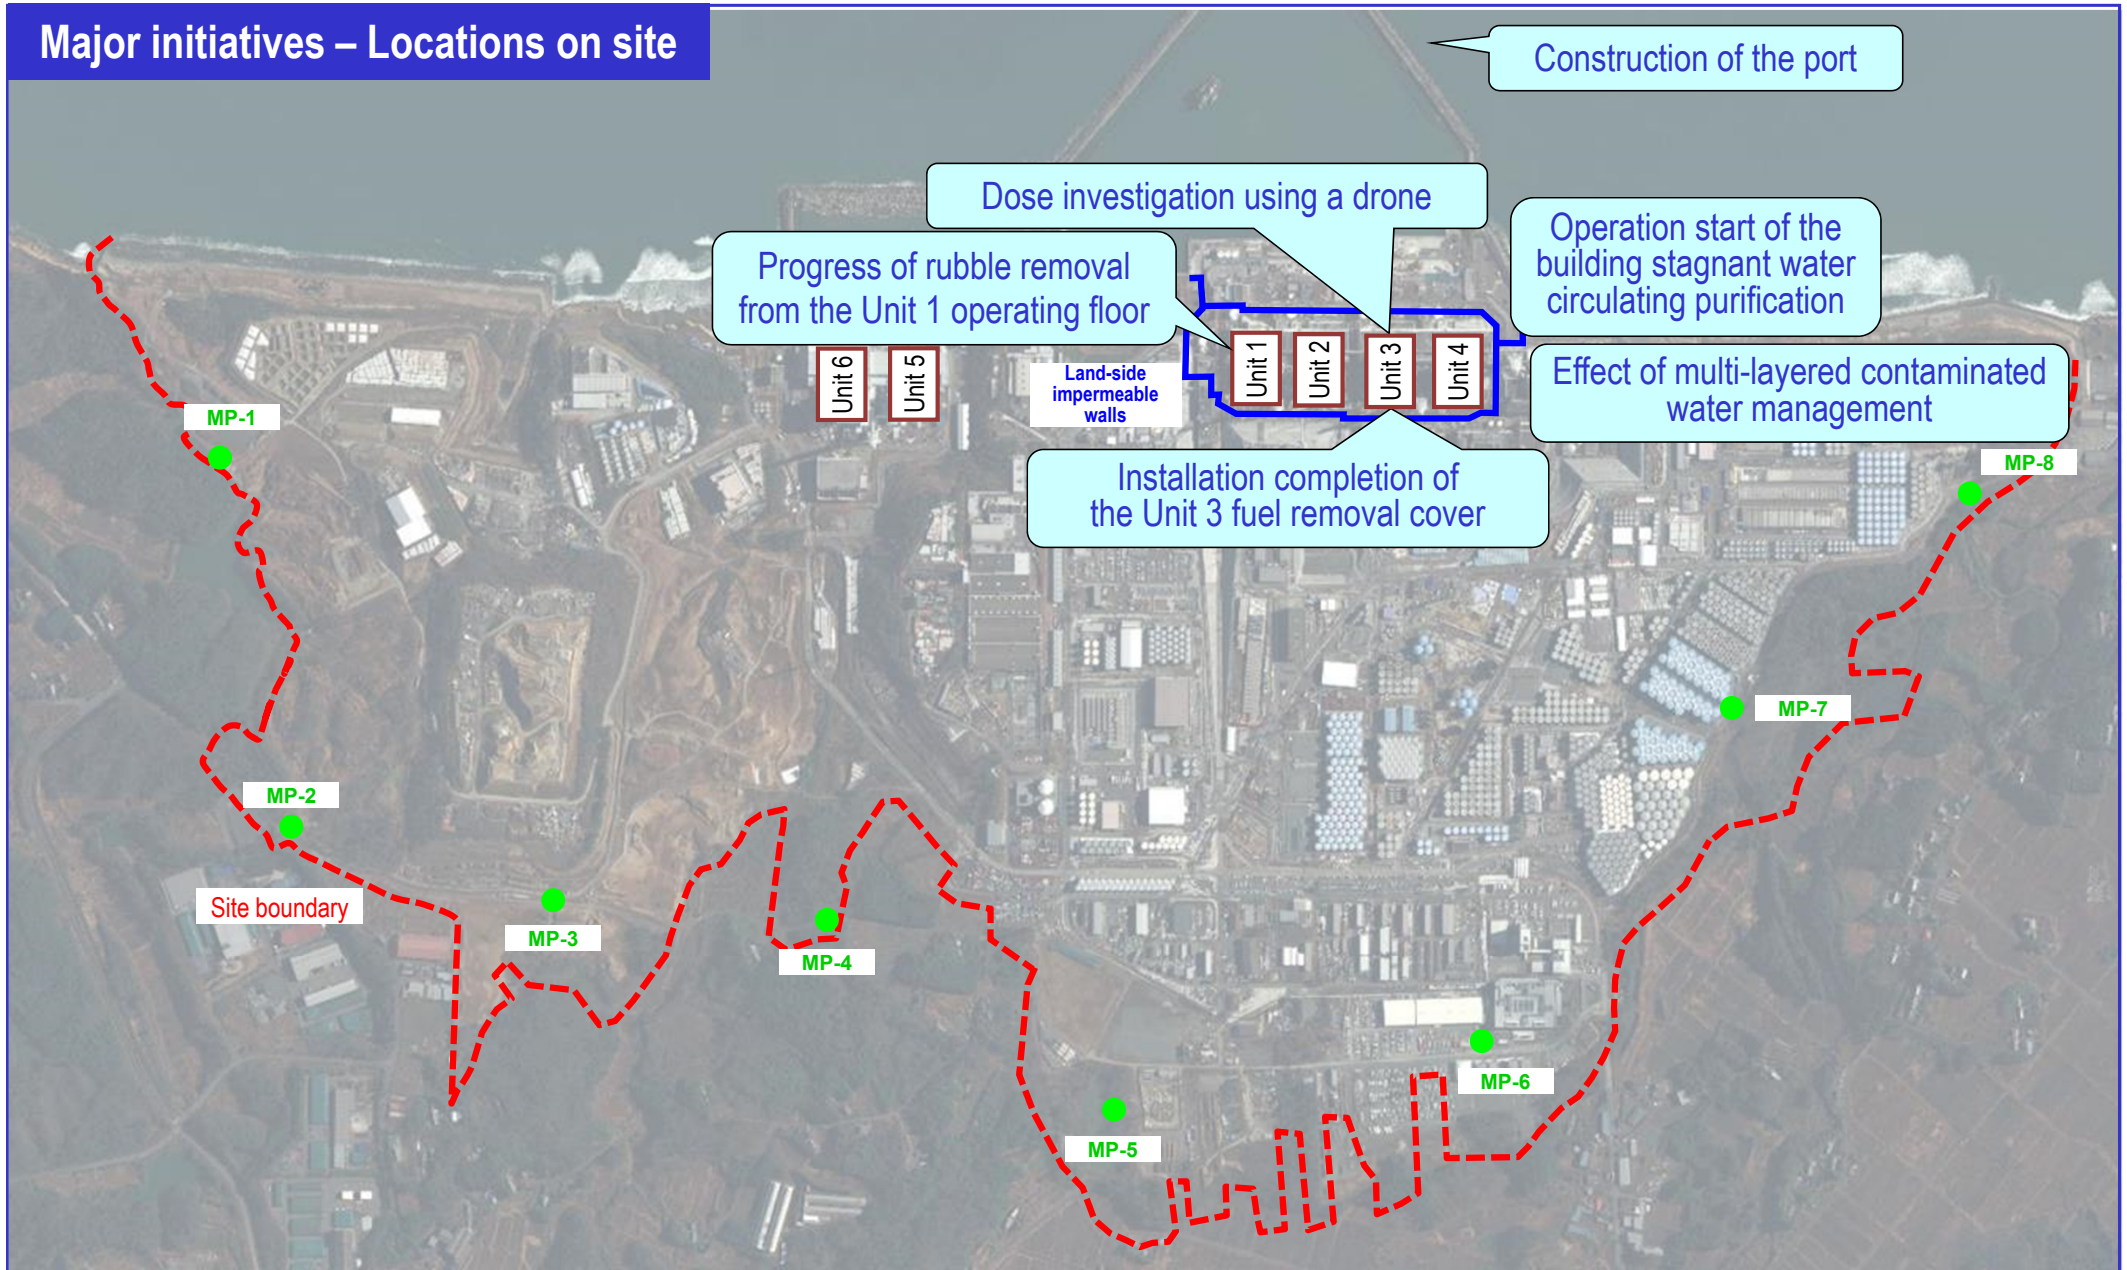 Major initiatives – Locations on site
Construction of the port
Dose investigation using a drone
Operation start of the
building stagnant water
circulating purification
Progress of rubble removal
from the Unit 1 operating floor
Unit 6
Unit 5
Land-side
impermeable
walls
Unit 1
Unit 2
Unit 3
Unit 4
Effect of multi-layered contaminated
water management
MP-1
Installation completion of
the Unit 3 fuel removal cover
MP-8
MP-7
MP-2
Site boundary
MP-3
MP-4
MP-6
MP-5